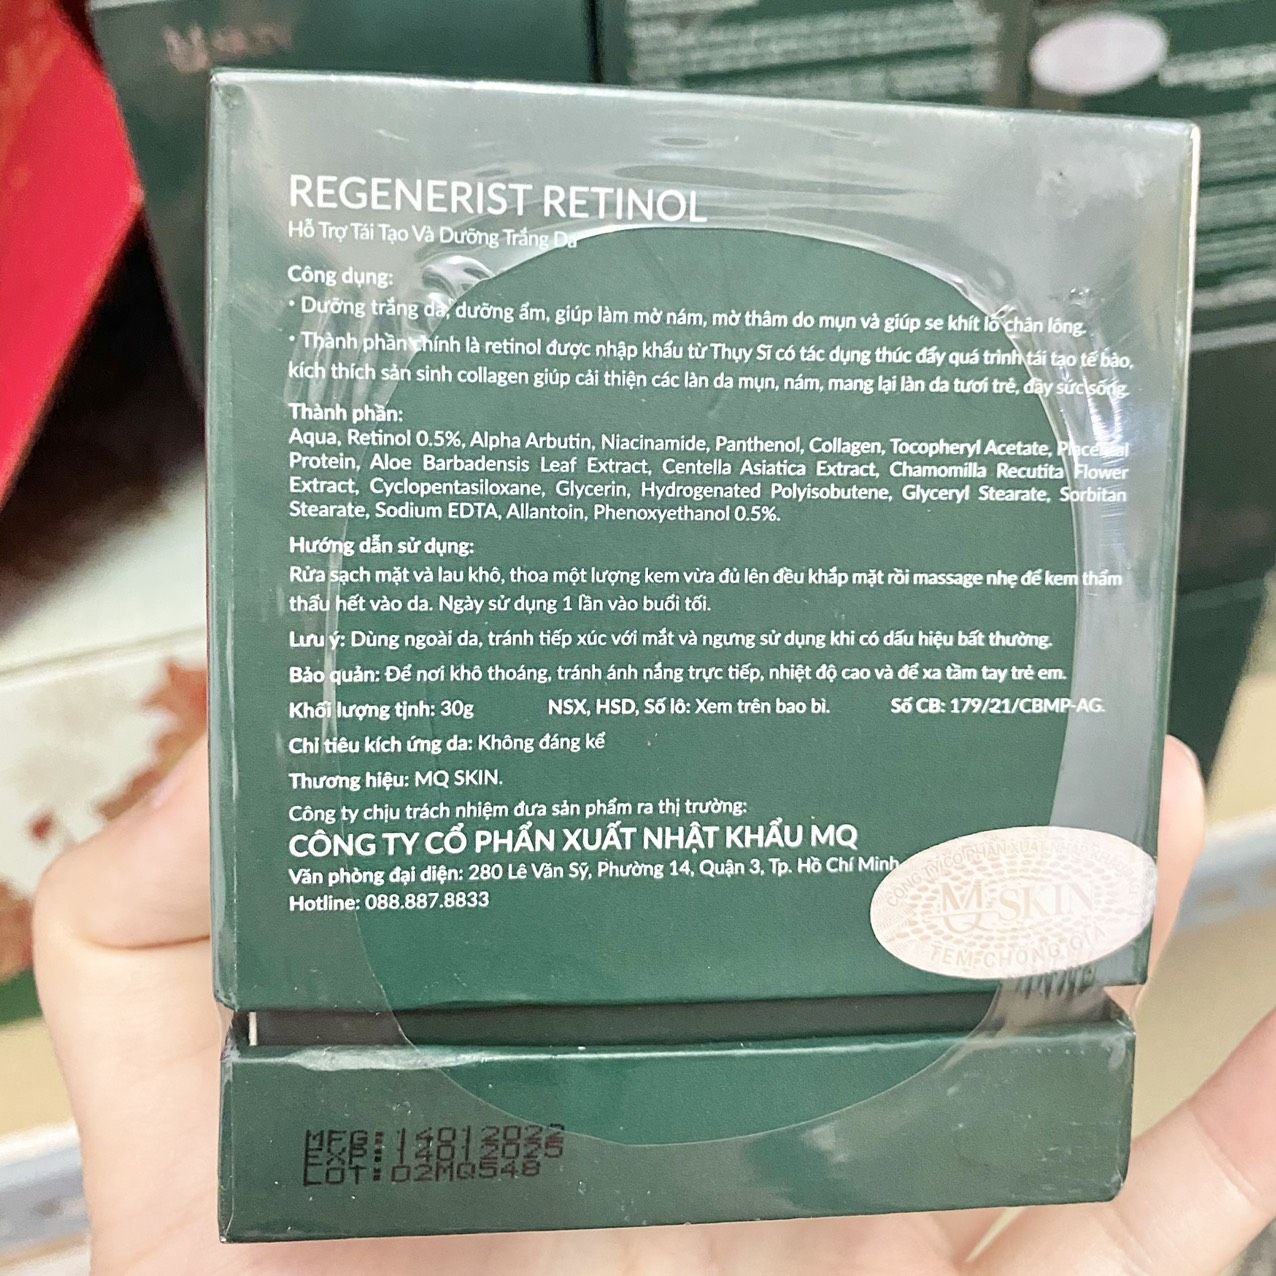 REGENERIST RETINOL
Hỗ Trợ Tái Tạo Và Dưỡng Trắng Da
Công dụng:
• Dưỡng trắng da, dưỡng ẩm, giúp làm mờ nám, mờ thâm do mụn và giúp se khít lỗ chân lông.
• Thành phần chính là retinol được nhập khẩu từ Thụy Sĩ có tác dụng thúc đẩy quá trình tái tạo tế bào,
kích thích sản sinh collagen giúp cải thiện các làn da mụn, nám, mang lại làn da tươi trẻ, đầy sức sống.
Thành phần:
Aqua, Retinol 0.5%, Alpha Arbutin, Niacinamide, Panthenol, Collagen, Tocopheryl Acetate, Placental
Protein, Aloe Barbadensis Leaf Extract, Centella Asiatica Extract, Chamomilla Recutita Flower
Extract, Cyclopentasiloxane, Glycerin, Hydrogenated Polyisobutene, Glyceryl Stearate, Sorbitan
Stearate, Sodium EDTA, Allantoin, Phenoxyethanol 0.5%.
Hướng dẫn sử dụng:
Rửa sạch mặt và lau khô, thoa một lượng kem vừa đủ lên đều khắp mặt rồi massage nhẹ để kem thẩm
thấu hết vào da. Ngày sử dụng 1 lần vào buổi tối.
Lưu ý: Dùng ngoài da, tránh tiếp xúc với mắt và ngưng sử dụng khi có dấu hiệu bất thường.
Bảo quản: Để nơi khô thoáng, tránh ánh nắng trực tiếp, nhiệt độ cao và để xa tầm tay trẻ em.
Khối lượng tịnh: 30g NSX, HSD, Số lô: Xem trên bao bì. Số CB: 179/21/CBMP-AG.
Chỉ tiêu kích ứng da: Không đáng kể
Thương hiệu: MQ SKIN.
Công ty chịu trách nhiệm đưa sản phẩm ra thị trường:
CÔNG TY CỔ PHẦN XUẤT NHẬT KHẨU MQ
Văn phòng đại diện: 280 Lê Văn Sỹ, Phường 14, Quận 3, Tp. Hồ Chí Minh
Hotline: 088.887.8833
CÔNG TY CỔ PHẦN XUẤT NHẬP KHẨU
MQ SKIN
TEM CHỐNG GIẢ
MFG: 14012022
EXP: 14012025
LOT: 02MQ548